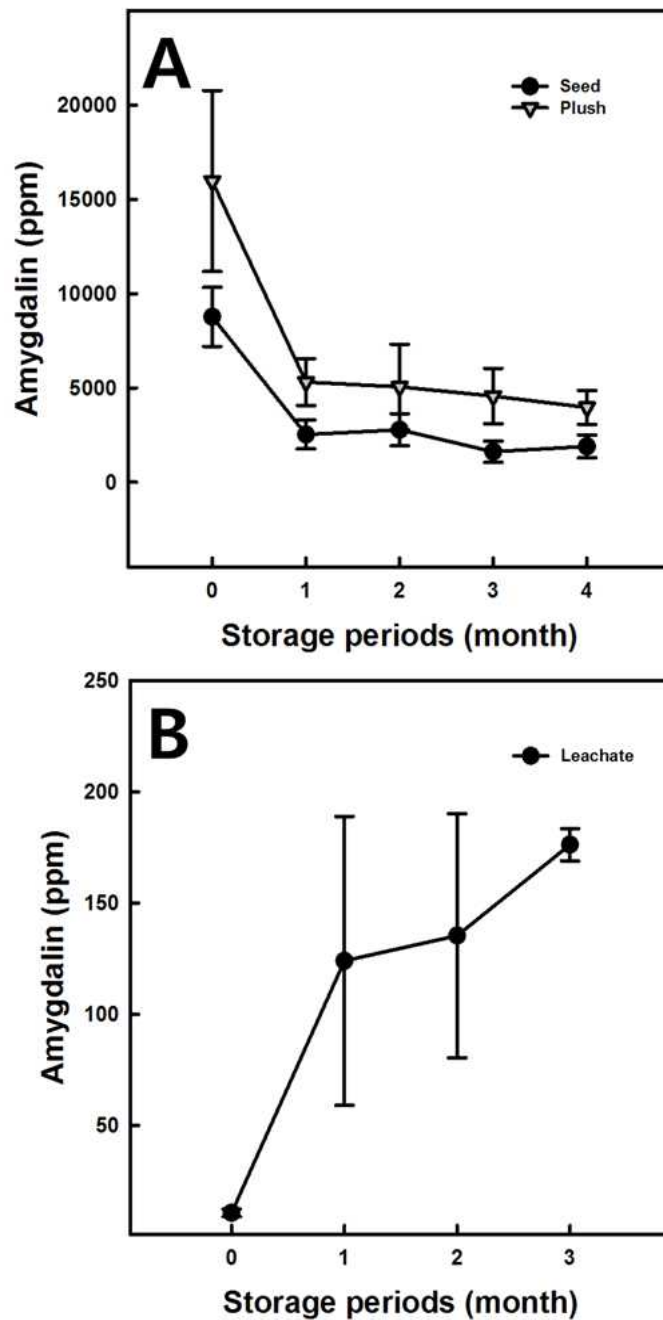 A
Seed
Plush
20000
15000
10000
5000
0
Amygdalin (ppm)
0 1 2 3 4
Storage periods (month)
B
Leachate
250
200
150
100
50
Amygdalin (ppm)
0 1 2 3
Storage periods (month)